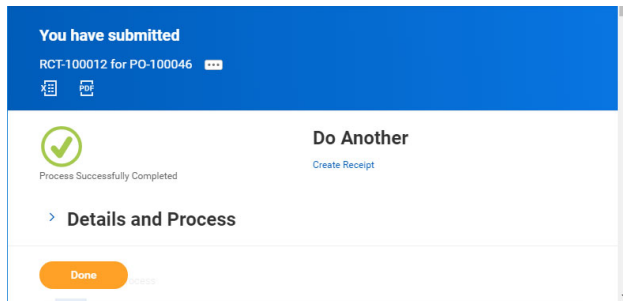 You have submitted
RCT-100012 for PO-100046
X
PDF
Do Another
Process Successfully Completed
Create Receipt
Details and Process
Done